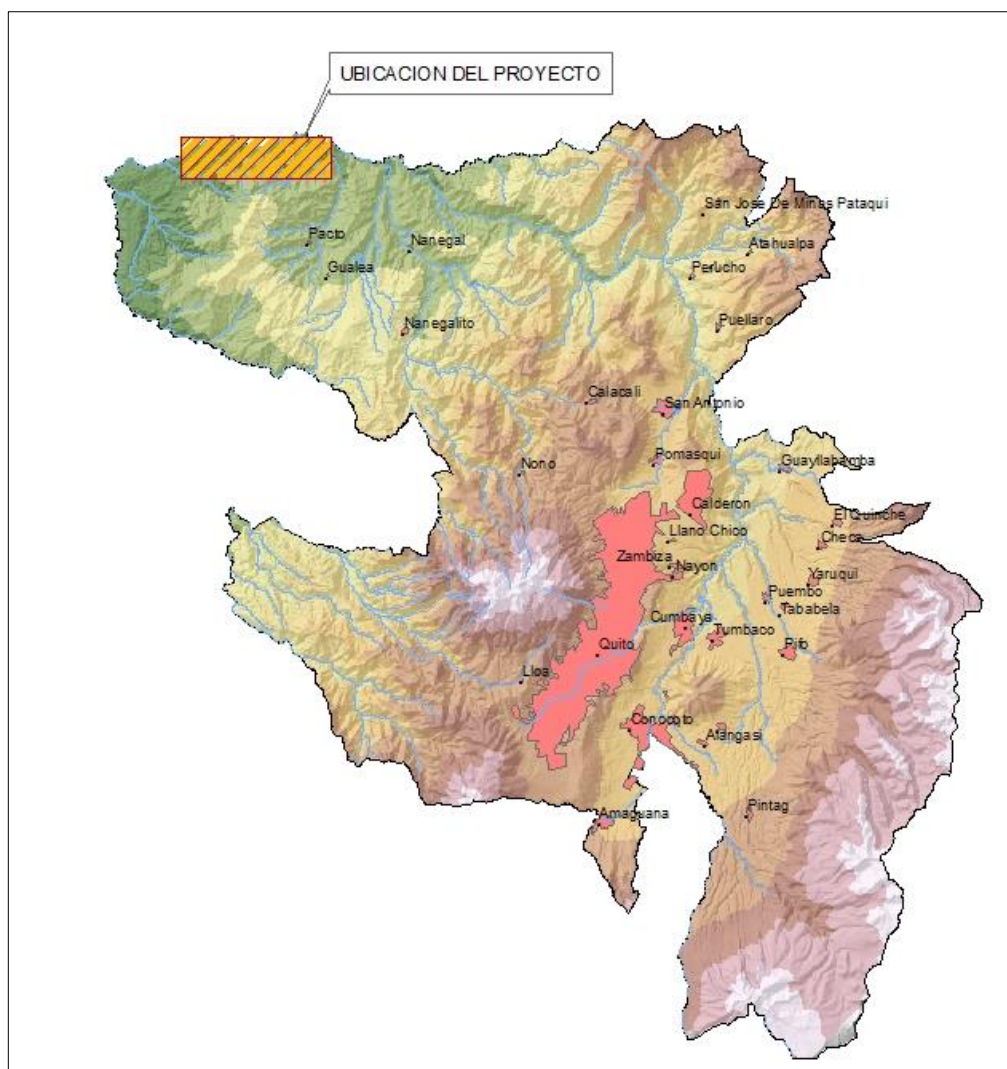 UBICACION DEL PROYECTO
San Jose De Minas Pataqui
Pacto
Nanegal
Atahualpa
Gualea
Perucho
Nanegalito
Puellaro
Calacali
San Antonio
Pomasqui
Nono
Guayllabamba
Calderon
El Quinche
Llano Chico
Checa
Zambiza
Nayon
Yaruqui
Puembo
Tababela
Cumbaya
Tumbaco
Quito
Pifo
Lloa
Conocoto
Alangasi
Pintag
Amaguana